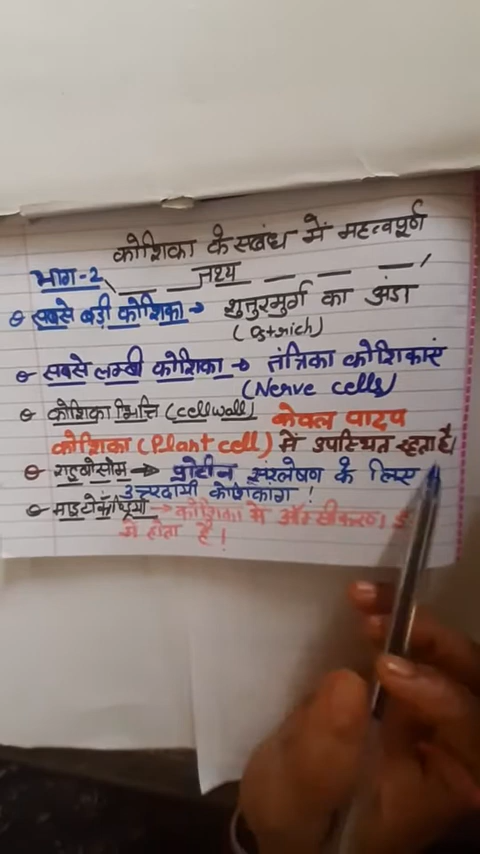 कोशिका के सबंध में महत्वपूर्ण
भाग-2 तथ्य
सबसे बड़ी कोशिका → शुतुरमुर्ग का अंडा
(Ostrich)
सबसे लम्बी कोशिका → तंत्रिका कोशिकाएं
(Nerve cells)
कोशिका भित्ति (cell wall) केवल पादप
कोशिका (Plant cell) में उपस्थित रहता है।
राइबोसोम → प्रोटीन संश्लेषण के लिए
उत्तरदायी कोशिकांग !
माइटोकॉन्ड्रिया → कोशिका में ऑक्सीकरण
में होता है !